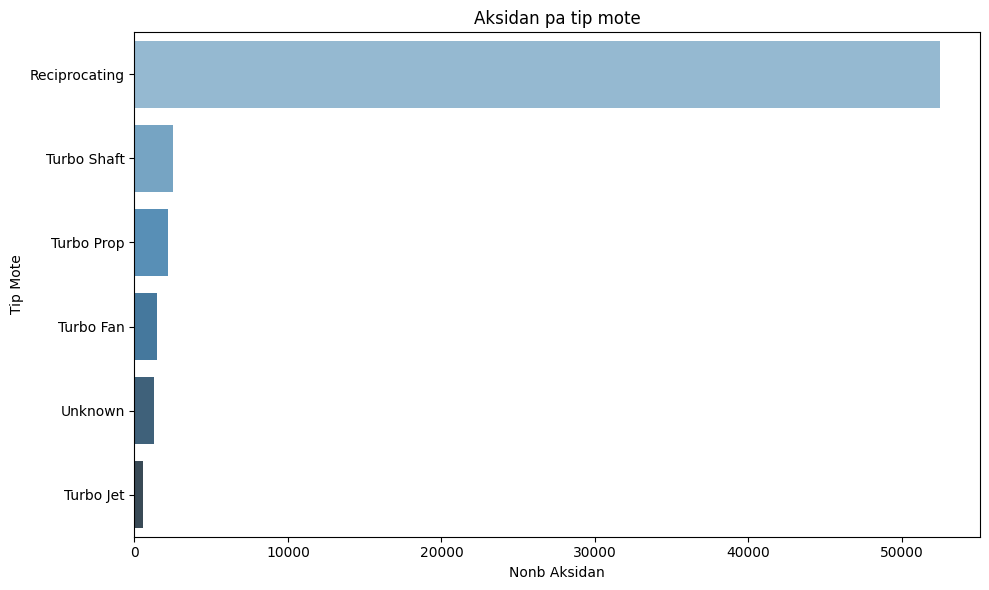 Aksidan pa tip mote
Reciprocating
Turbo Shaft
Turbo Prop
Turbo Fan
Unknown
Turbo Jet
Tip Mote
0 10000 20000 30000 40000 50000
Nonb Aksidan